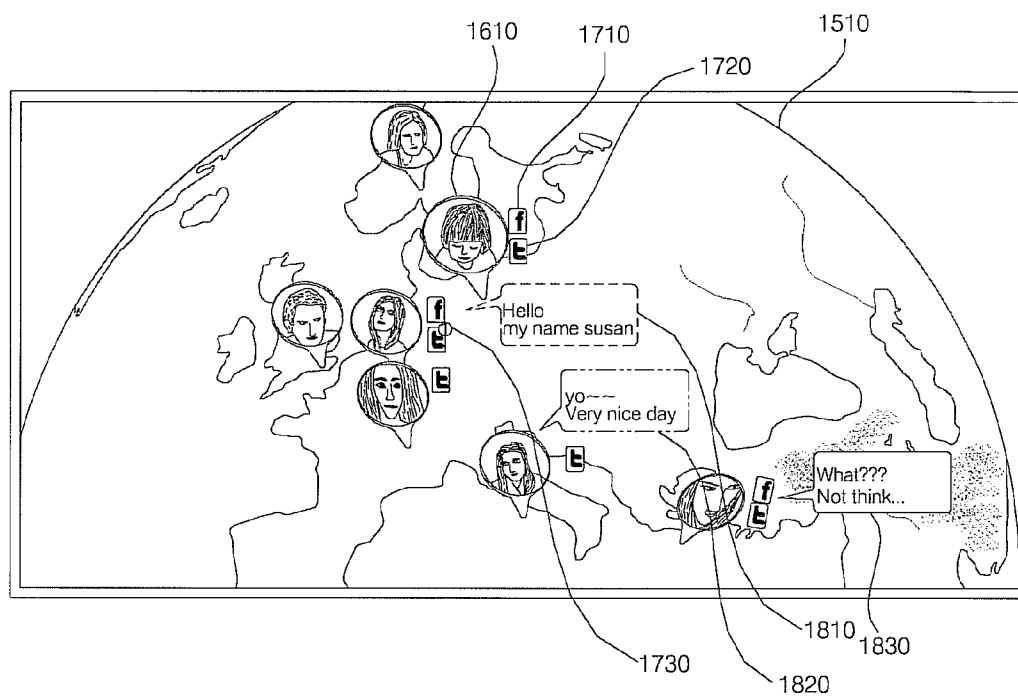 1610
1710
1720
1510
f
t
Hello
my name susan
f
t
t
yo~~
Very nice day
t
What???
Not think...
f
t
1810
1830
1730
1820